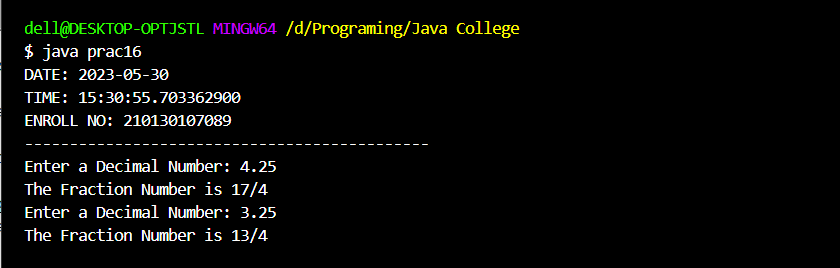 dell@DESKTOP-OPTJSTL MINGW64 /d/Programing/Java College
$ java prac16
DATE: 2023-05-30
TIME: 15:30:55.703362900
ENROLL NO: 210130107089
---------------------------------------------
Enter a Decimal Number: 4.25
The Fraction Number is 17/4
Enter a Decimal Number: 3.25
The Fraction Number is 13/4